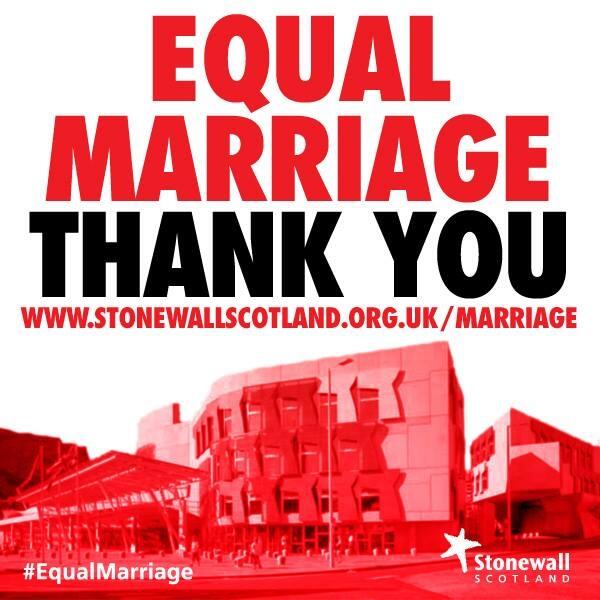 EQUAL
MARRIAGE
THANK YOU
WWW.STONEWALLSCOTLAND.ORG.UK/MARRIAGE
#EqualMarriage
Stonewall
SCOTLAND